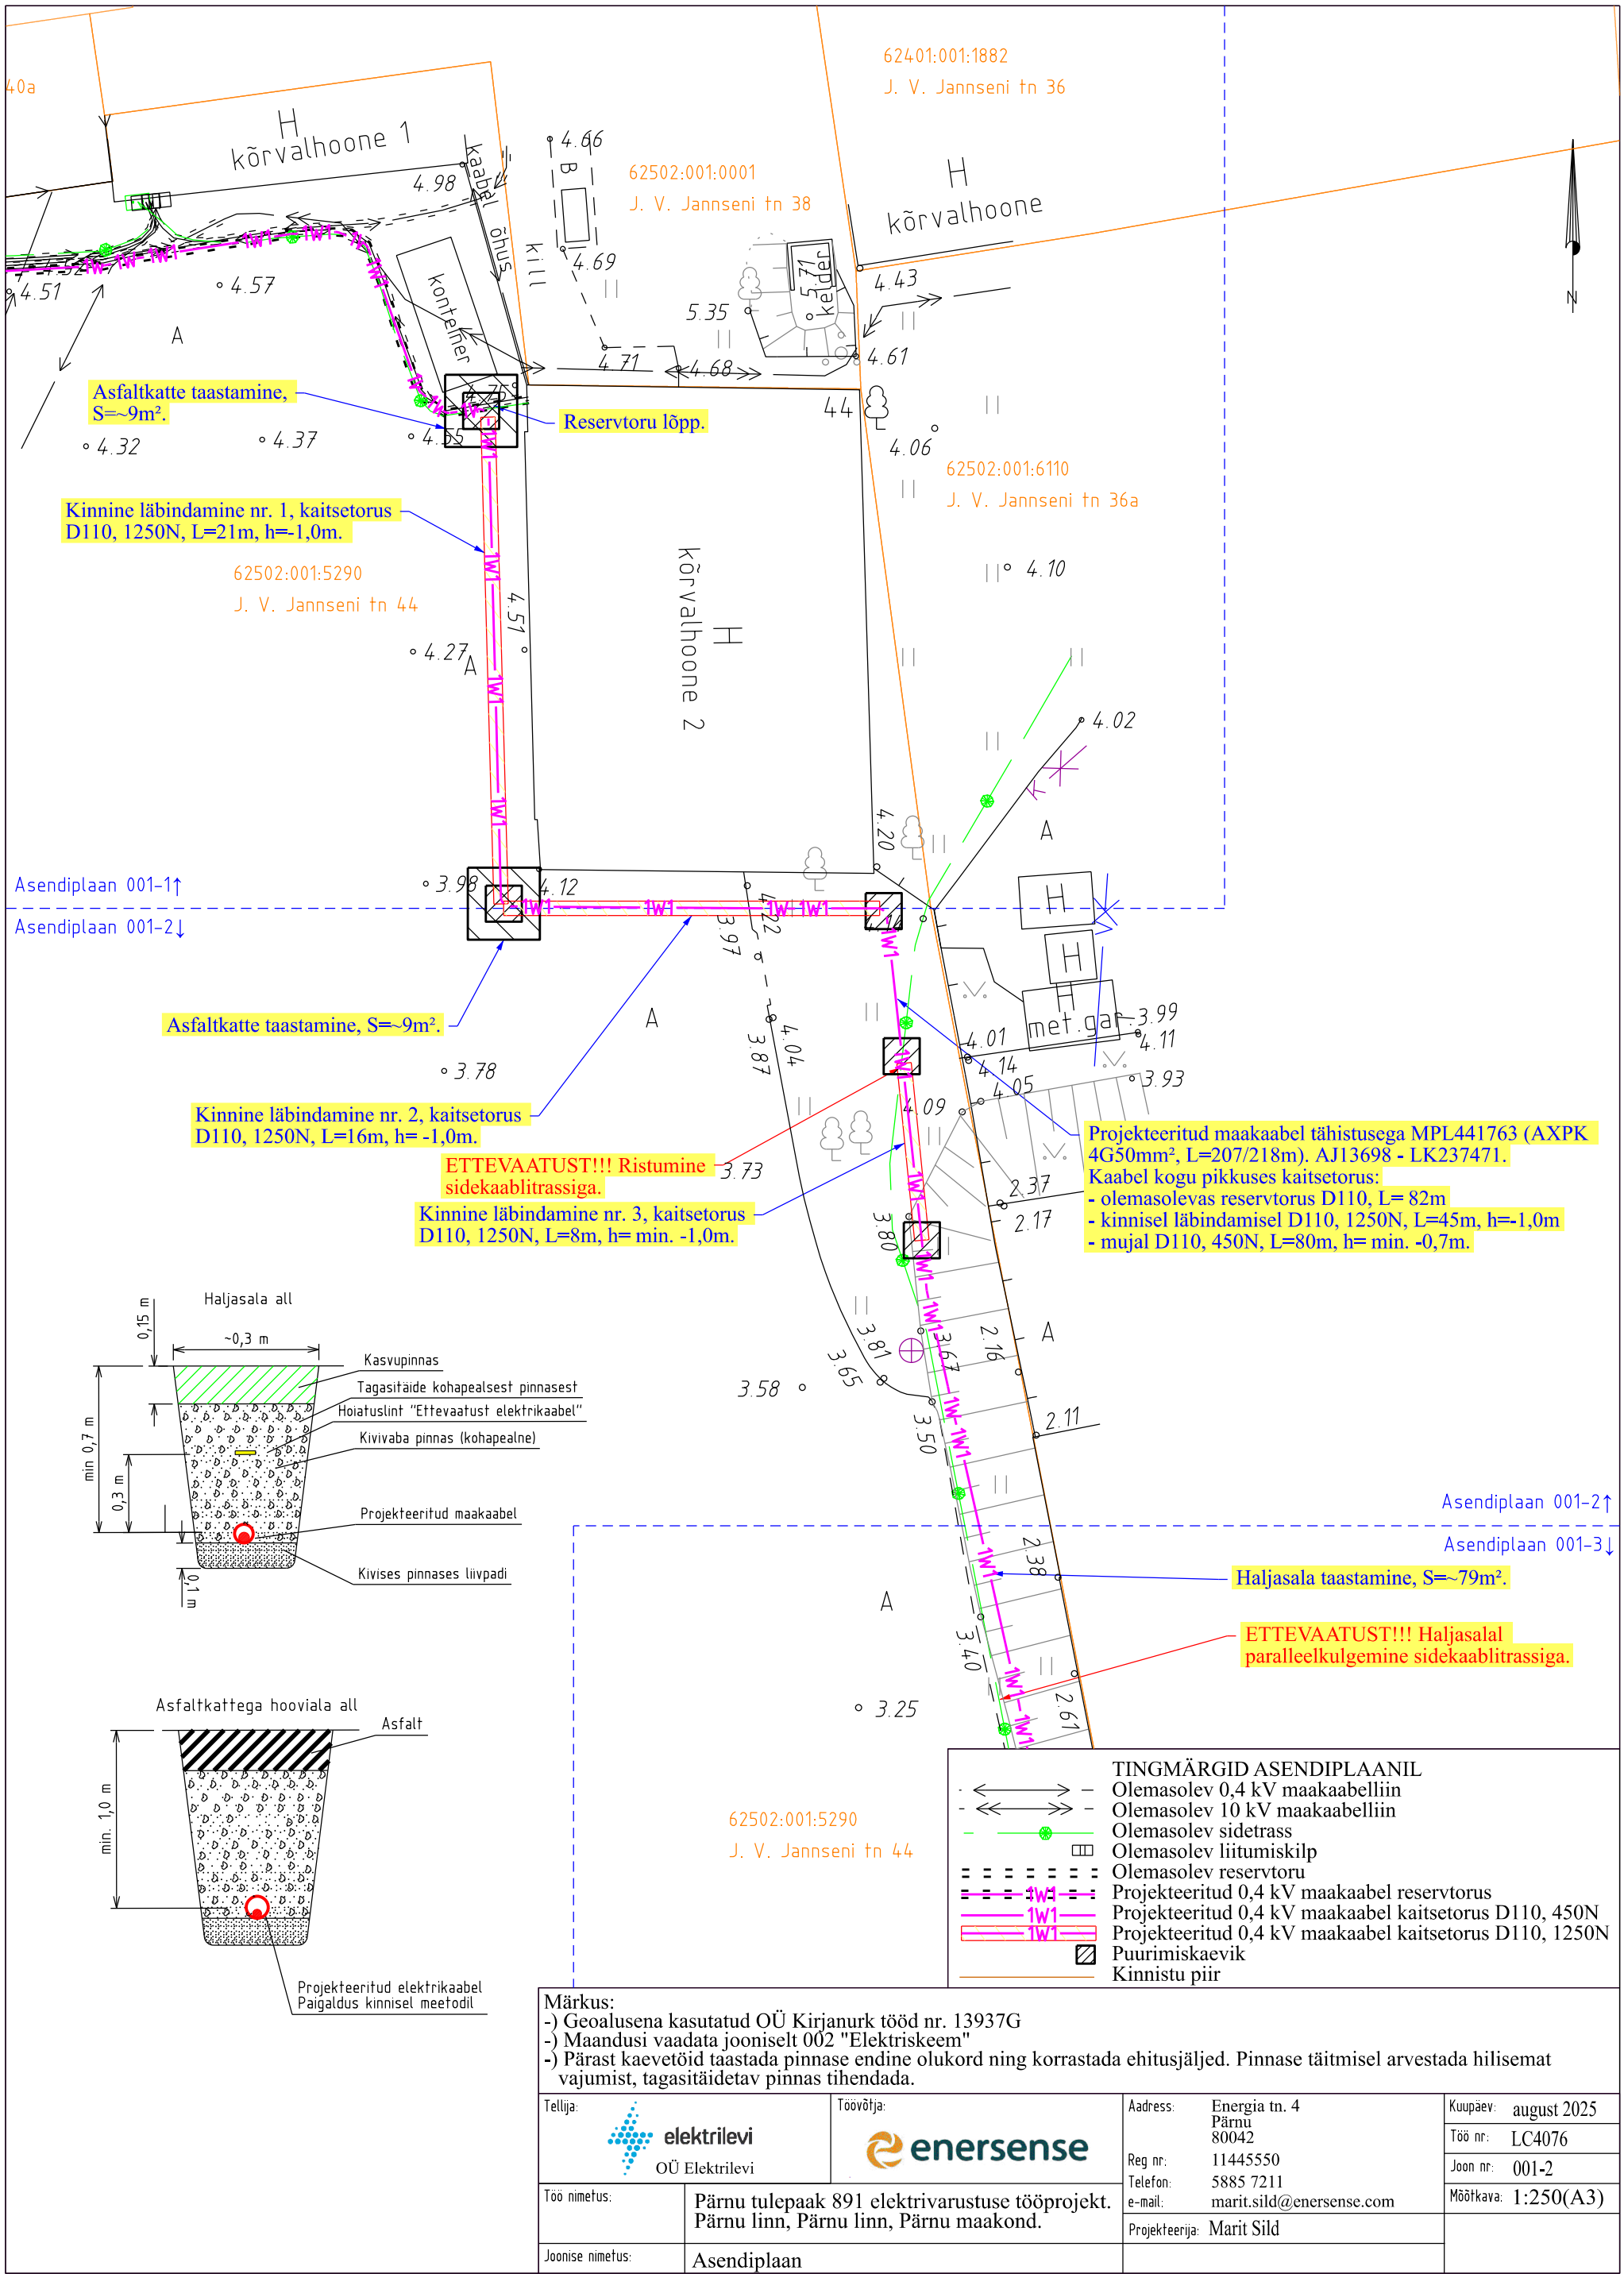 62401:001:1882
J. V. Jannseni tn 36
40a
H
kõrvalhoone 1
4.98
kaabel
õhus
kill
4.66
B
62502:001:0001
J. V. Jannseni tn 38
H
kõrvalhoone
4.69
5.71
kelder
4.43
4.51
4.57
konteiner
5.35
4.61
A
4.71
4.68
N
Asfaltkatte taastamine,
S=~9m².
Reservtoru lõpp.
44
4.32
4.37
4.55
4.06
62502:001:6110
J. V. Jannseni tn 36a
Kinnine läbindamine nr. 1, kaitsetorus
D110, 1250N, L=21m, h=-1,0m.
62502:001:5290
J. V. Jannseni tn 44
4.51
kõrvalhoone 2
H
4.10
4.27
A
4.02
K
4.20
A
Asendiplaan 001-1↑
3.98
4.12
H
Asendiplaan 001-2↓
4.22
3.97
H
H
met.gar.
3.99
4.11
Asfaltkatte taastamine, S=~9m².
A
4.04
3.87
4.01
4.14
4.05
3.93
3.78
4.09
Kinnine läbindamine nr. 2, kaitsetorus
D110, 1250N, L=16m, h= -1,0m.
ETTEVAATUST!!! Ristumine
sidekaablitrassiga.
3.73
Kinnine läbindamine nr. 3, kaitsetorus
D110, 1250N, L=8m, h= min. -1,0m.
Projekteeritud maakaabel tähistusega MPL441763 (AXPK
4G50mm², L=207/218m). AJ13698 - LK237471.
Kaabel kogu pikkuses kaitsetorus:
- olemasolevas reservtorus D110, L= 82m
- kinnisel läbindamisel D110, 1250N, L=45m, h=-1,0m
- mujal D110, 450N, L=80m, h= min. -0,7m.
2.37
2.17
3.80
Haljasala all
0,15 m
~0,3 m
Kasvupinnas
Tagasitäide kohapealsest pinnasest
Hoiatuslint "Ettevaatust elektrikaabel"
Kivivaba pinnas (kohapealne)
min 0,7 m
0,3 m
Projekteeritud maakaabel
Kivises pinnases liivpadi
0,1 m
3.81
3.65
3.67
2.16
A
3.58
3.50
2.11
Asendiplaan 001-2↑
Asendiplaan 001-3↓
2.38
Haljasala taastamine, S=~79m².
A
3.40
ETTEVAATUST!!! Haljasalal
paralleelkulgemine sidekaablitrassiga.
2.61
3.25
Asfaltkattega hooviala all
Asfalt
min. 1,0 m
Projekteeritud elektrikaabel
Paigaldus kinnisel meetodil
62502:001:5290
J. V. Jannseni tn 44
1W1
TINGMÄRGID ASENDIPLAANIL
Olemasolev 0,4 kV maakaabelliin
Olemasolev 10 kV maakaabelliin
Olemasolev sidetrass
Olemasolev liitumiskilp
Olemasolev reservtoru
1W1 Projekteeritud 0,4 kV maakaabel reservtorus
1W1 Projekteeritud 0,4 kV maakaabel kaitsetorus D110, 450N
1W1 Projekteeritud 0,4 kV maakaabel kaitsetorus D110, 1250N
Puurimiskaevik
Kinnistu piir
Märkus:
-) Geoalusena kasutatud OÜ Kirjanurk tööd nr. 13937G
-) Maandusi vaadata jooniselt 002 "Elektriskeem"
-) Pärast kaevetöid taastada pinnase endine olukord ning korrastada ehitusjäljed. Pinnase täitmisel arvestada hilisemat
vajumist, tagasitäidetav pinnas tihendada.
Tellija:
elektrilevi
OÜ Elektrilevi
Töövõtja:
enersense
Aadress: Energia tn. 4
Pärnu
80042
Reg nr: 11445550
Telefon: 5885 7211
e-mail: marit.sild@enersense.com
Projekteerija: Marit Sild
Kuupäev: august 2025
Töö nr: LC4076
Joon nr: 001-2
Mõõtkava: 1:250(A3)
Töö nimetus: Pärnu tulepaak 891 elektrivarustuse tööprojekt.
Pärnu linn, Pärnu linn, Pärnu maakond.
Joonise nimetus: Asendiplaan